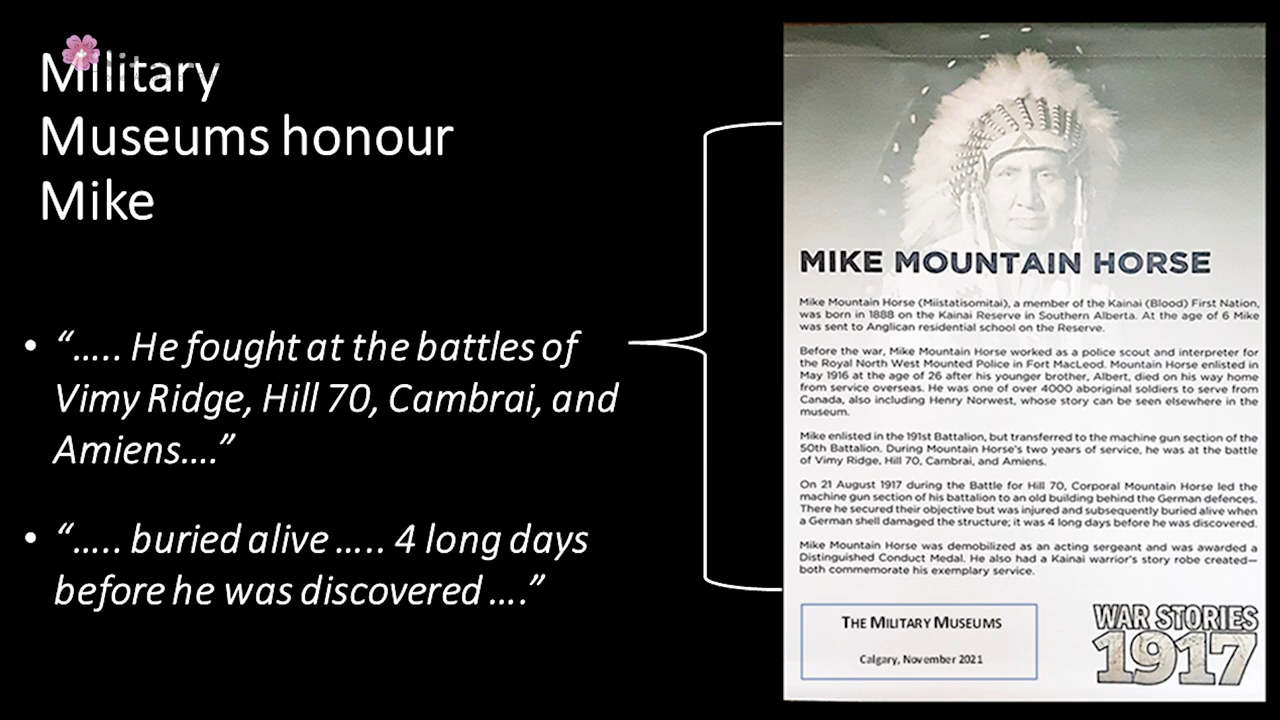 Military
Museums honour
Mike
• “..... He fought at the battles of
Vimy Ridge, Hill 70, Cambrai, and
Amiens....”
• “..... buried alive ..... 4 long days
before he was discovered ....”
MIKE MOUNTAIN HORSE
Mike Mountain Horse (Miistatisomitai), a member of the Kainai (Blood) First Nation,
was born in 1888 on the Kainai Reserve in Southern Alberta. At the age of 6 Mike
was sent to Anglican residential school on the Reserve.
Before the war, Mike Mountain Horse worked as a police scout and interpreter for
the Royal North West Mounted Police in Fort MacLeod. Mountain Horse enlisted in
May 1916 at the age of 26 after his younger brother, Albert, died on his way home
from service overseas. He was one of over 4000 aboriginal soldiers to serve from
Canada, also including Henry Norwest, whose story can be seen elsewhere in the
museum.
Mike enlisted in the 191st Battalion, but transferred to the machine gun section of the
50th Battalion. During Mountain Horse's two years of service, he was at the battle
of Vimy Ridge, Hill 70, Cambrai, and Amiens.
On 21 August 1917 during the Battle for Hill 70, Corporal Mountain Horse led the
machine gun section of his battalion to an old building behind the German defences.
There he secured their objective but was injured and subsequently buried alive when
a German shell damaged the structure; it was 4 long days before he was discovered.
Mike Mountain Horse was demobilized as an acting sergeant and was awarded a
Distinguished Conduct Medal. He also had a Kainai warrior's story robe created—
both commemorate his exemplary service.
THE MILITARY MUSEUMS
Calgary, November 2021
WAR STORIES
1917